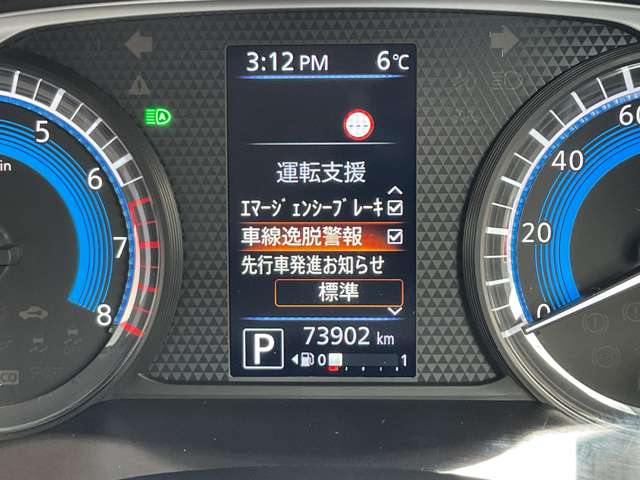 3:12 PM 6℃
運転支援
ｴﾏｰｼﾞｪﾝｼｰﾌﾞﾚｰｷ
車線逸脱警報
先行車発進お知らせ
標準
P 73902 km
0 1
5
6
7
8
in
A
60
40
20
0